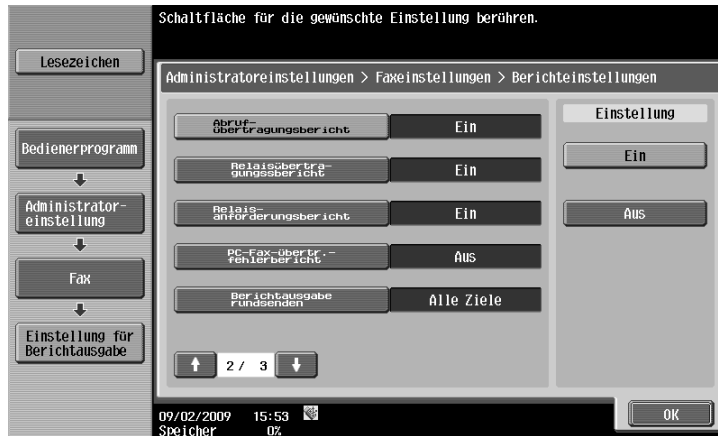 Schaltfläche für die gewünschte Einstellung berühren.
Lesezeichen
Administratoreinstellungen > Faxeinstellungen > Berichteinstellungen
Bedienerprogramm
Administrator-
einstellung
Fax
Einstellung für
Berichtausgabe
Abruf-
übertragungsbericht
Ein
Relaisübertra-
gungssbericht
Ein
Relais-
anforderungsbericht
Ein
PC-Fax-übertr.-
fehlerbericht
Aus
Berichtausgabe
rundsenden
Alle Ziele
2/ 3
Einstellung
Ein
Aus
09/02/2009 15:53
Speicher 0%
OK